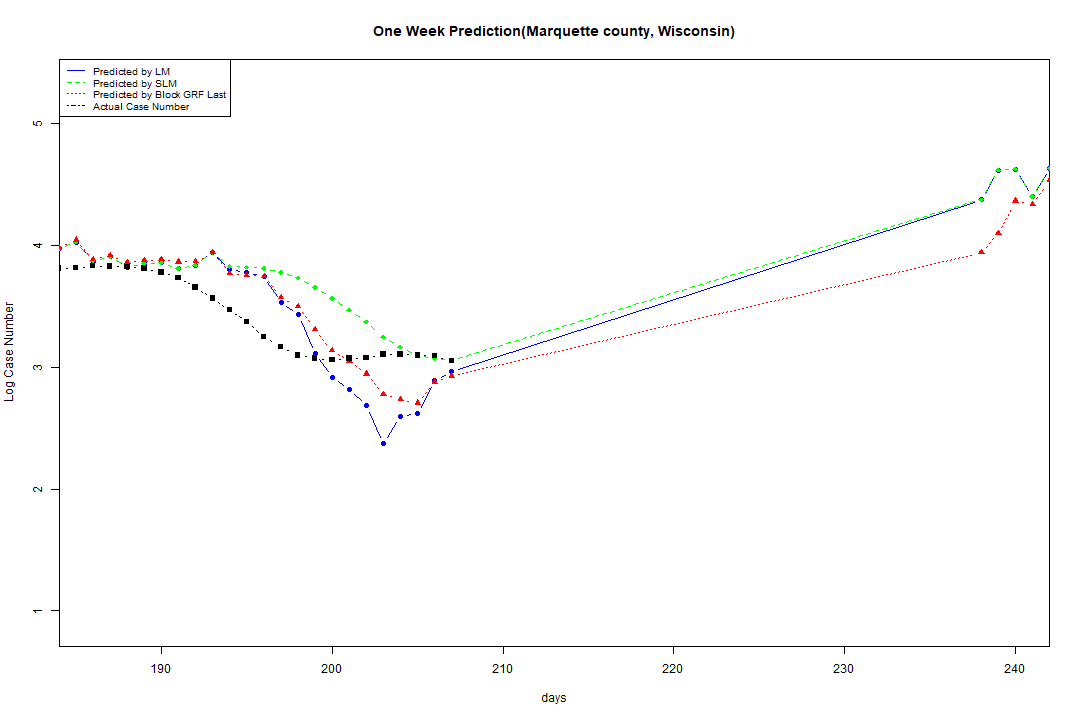 One Week Prediction(Marquette county, Wisconsin)
Predicted by LM
Predicted by SLM
Predicted by Block GRF Last
Actual Case Number
5
4
3
2
1
Log Case Number
190 200 210 220 230 240
days